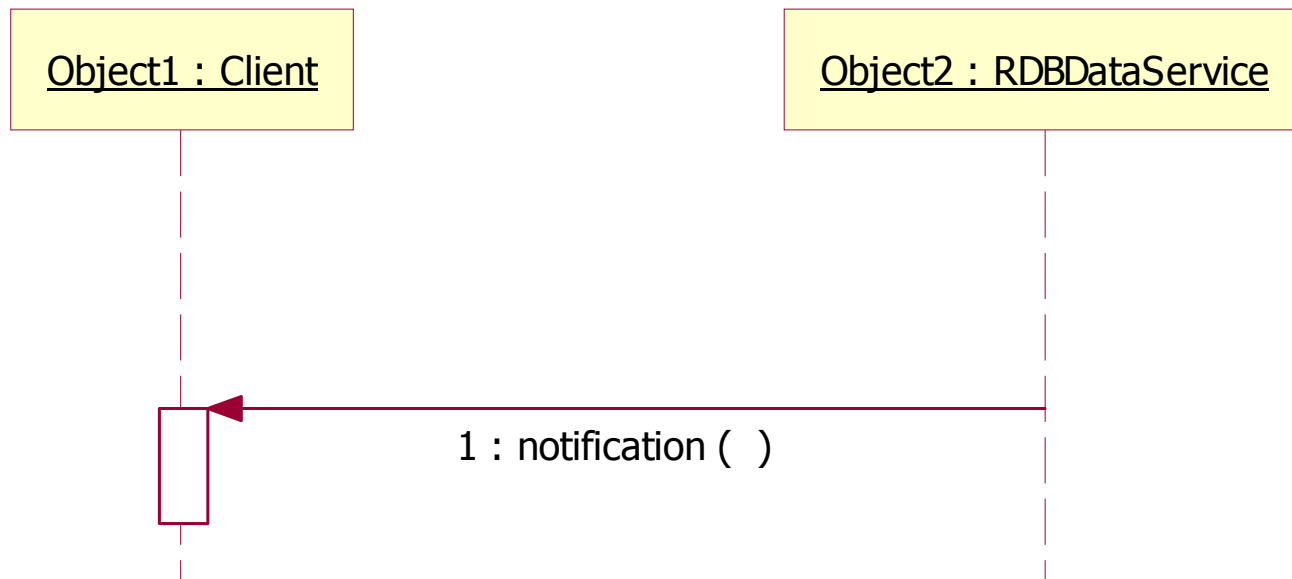 Object1 : Client
Object2 : RDBDataService
1 : notification ( )